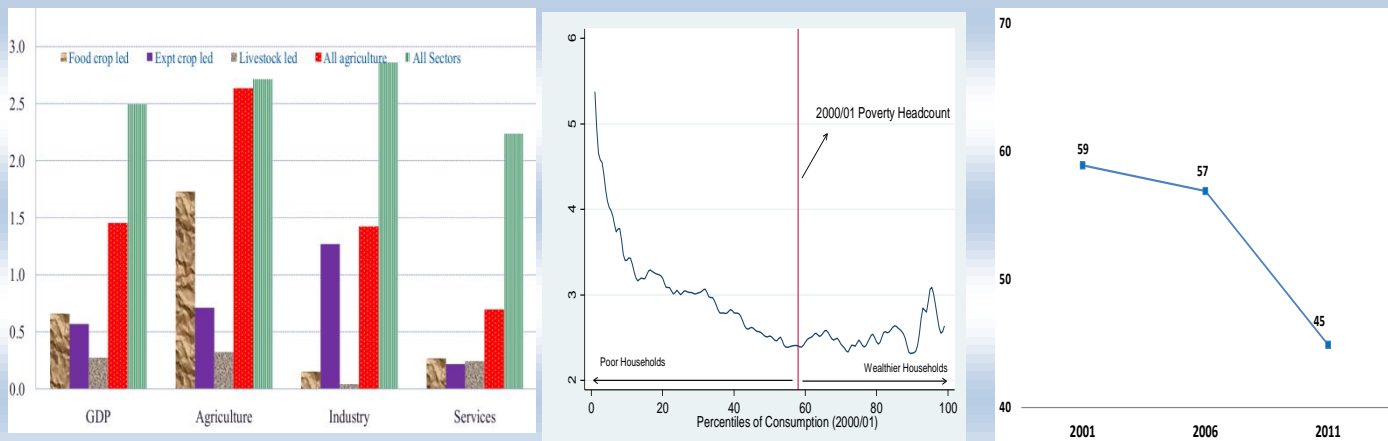 3.0
Food crop led Expt crop led Livestock led All agriculture All Sectors
2.5
2.0
1.5
1.0
0.5
0.0
GDP Agriculture Industry Services
6
5
4
3
2
2000/01 Poverty Headcount
Poor Households
Wealthier Households
0 20 40 60 80 100
Percentiles of Consumption (2000/01)
70
60
50
40
59
57
45
2001 2006 2011